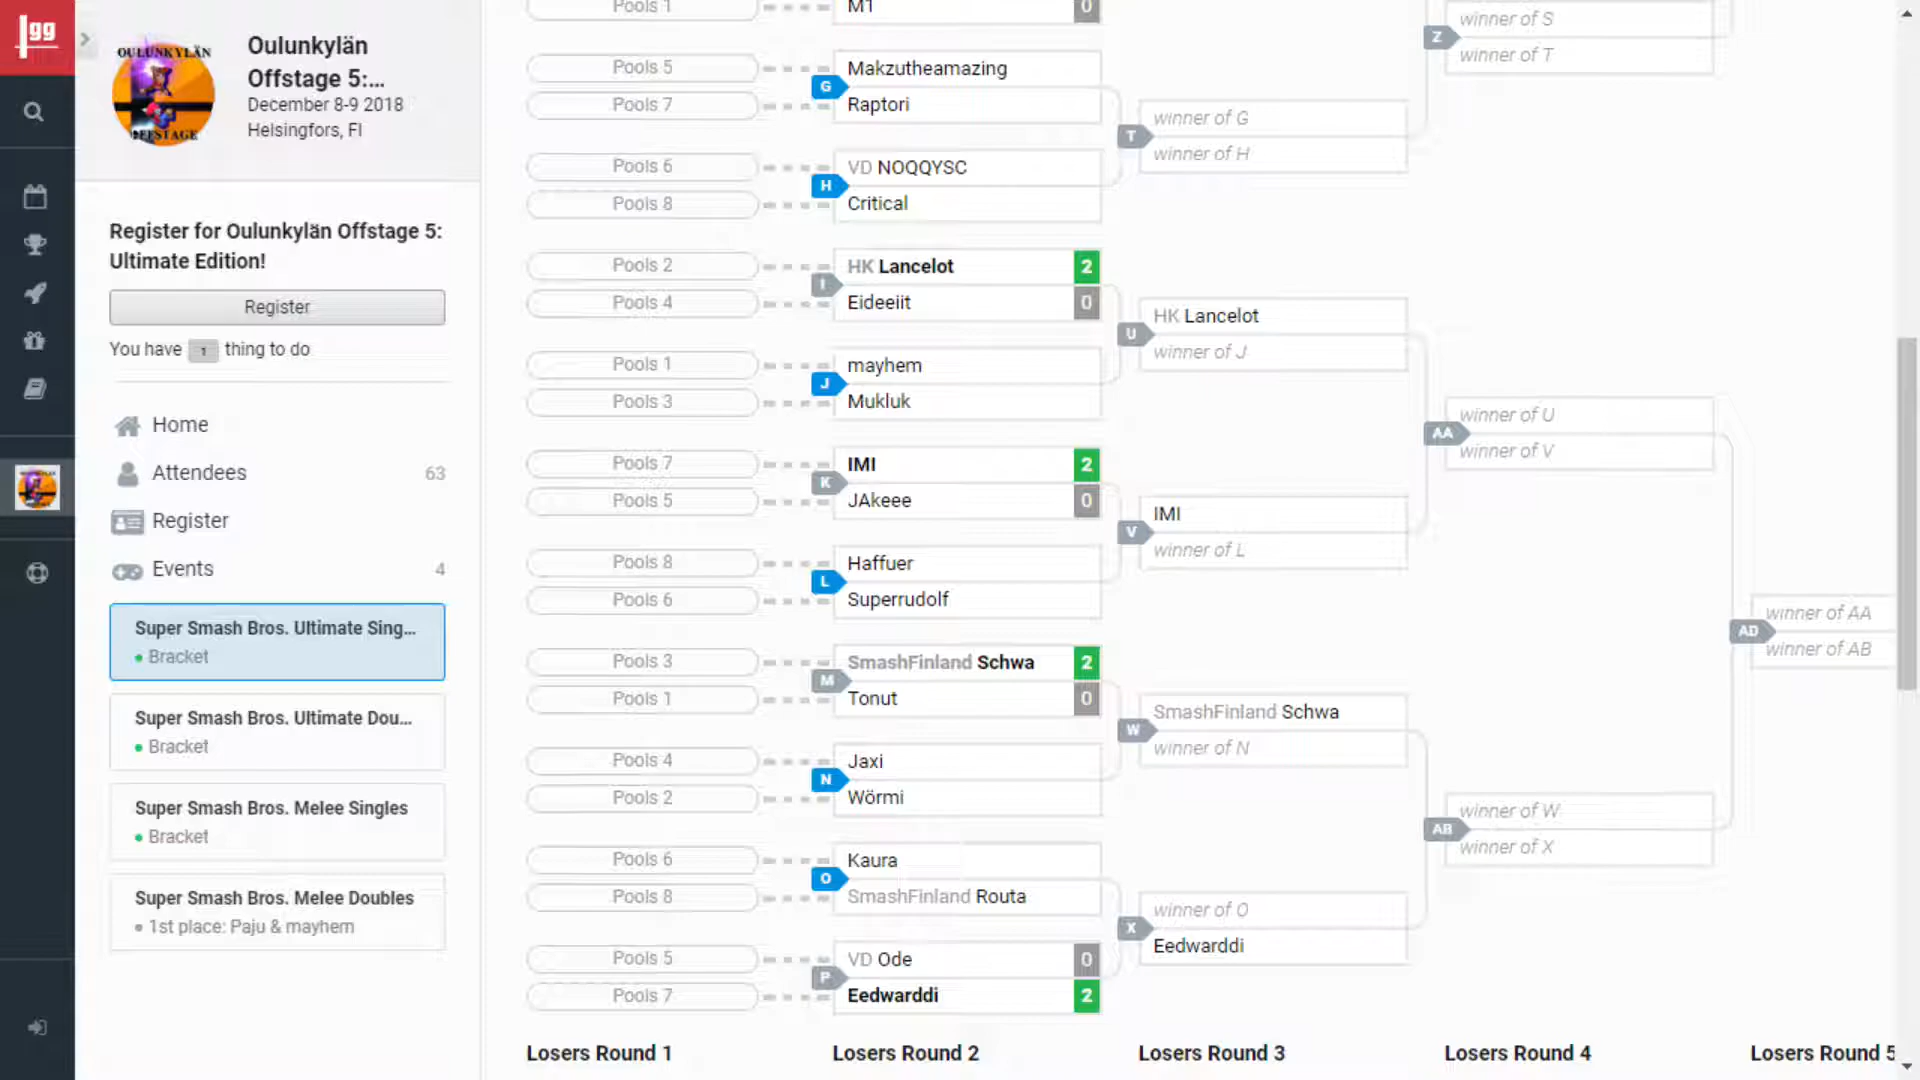 gg
OULUNKYLÄN
OFFSTAGE
Oulunkylän
Offstage 5:...
December 8-9 2018
Helsingfors, FI
Register for Oulunkylän Offstage 5:
Ultimate Edition!
Register
You have 1 thing to do
Home
Attendees 63
Register
Events 4
Super Smash Bros. Ultimate Sing...
Bracket
Super Smash Bros. Ultimate Dou...
Bracket
Super Smash Bros. Melee Singles
Bracket
Super Smash Bros. Melee Doubles
1st place: Paju & mayhem
Pools 1 M1 0
Pools 5 Makzutheamazing
G
Pools 7 Raptori
Pools 6 VD NOQQYSC
H
Pools 8 Critical
Pools 2 HK Lancelot 2
I
Pools 4 Eideeiit 0
Pools 1 mayhem
J
Pools 3 Mukluk
Pools 7 IMI 2
K
Pools 5 JAkeee 0
Pools 8 Haffuer
L
Pools 6 Superrudolf
Pools 3 SmashFinland Schwa 2
M
Pools 1 Tonut 0
Pools 4 Jaxi
N
Pools 2 Wörmi
Pools 6 Kaura
O
Pools 8 SmashFinland Routa
Pools 5 VD Ode 0
P
Pools 7 Eedwarddi 2
winner of G
T
winner of H
HK Lancelot
U
winner of J
IMI
V
winner of L
SmashFinland Schwa
W
winner of N
winner of O
X
Eedwarddi
winner of S
Z
winner of T
winner of U
AA
winner of V
winner of W
AB
winner of X
winner of AA
AD
winner of AB
Losers Round 1
Losers Round 2
Losers Round 3
Losers Round 4
Losers Round 5